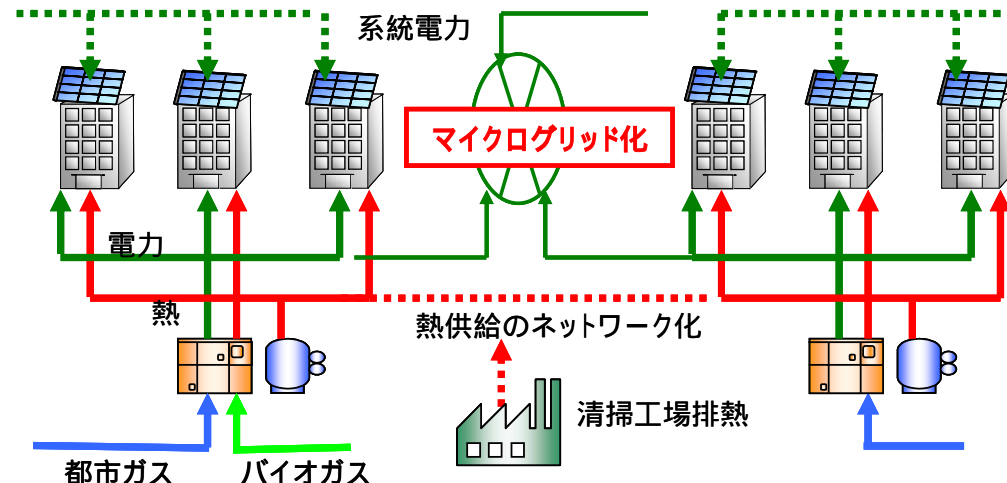 系統電力
マイクログリッド化
電力
熱
熱供給のネットワーク化
清掃工場排熱
都市ガス
バイオガス